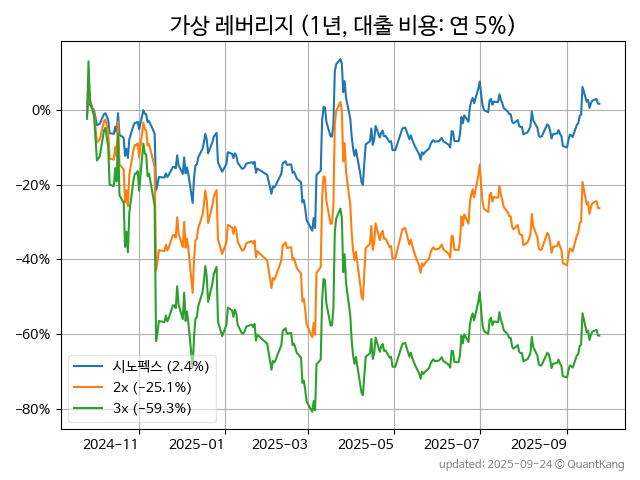 가상 레버리지 (1년, 대출 비용: 연 5%)
0%
−20%
−40%
−60%
−80%
시노펙스 (2.4%)
2x (−25.1%)
3x (−59.3%)
2024-11
2025-01
2025-03
2025-05
2025-07
2025-09
updated: 2025-09-24 © QuantKang